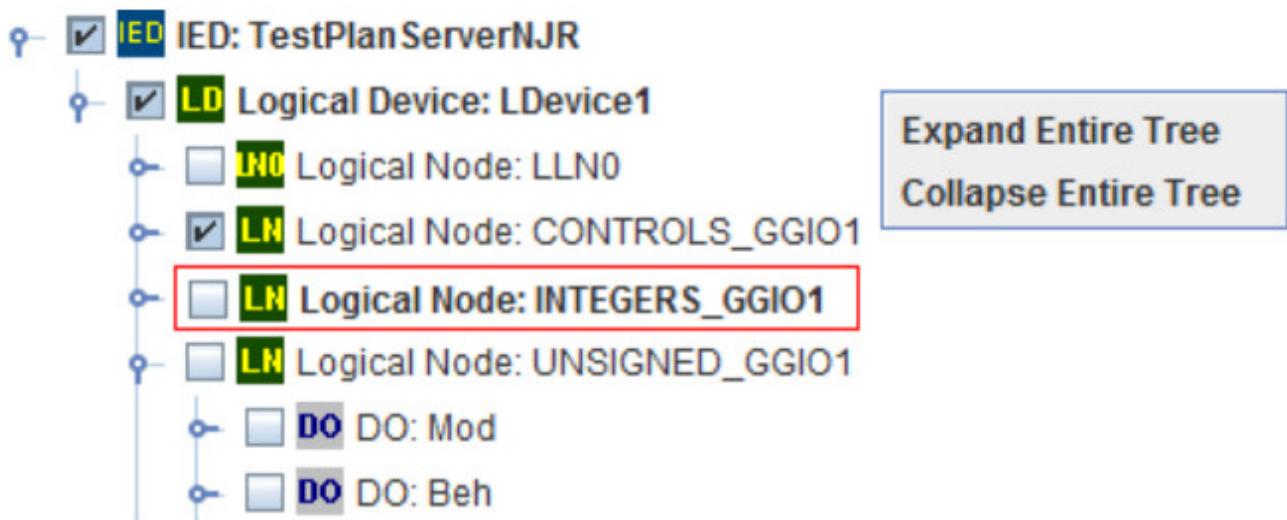 IED IED: TestPlanServerNJR
LD Logical Device: LDevice1
LN0 Logical Node: LLN0
LN Logical Node: CONTROLS_GGIO1
LN Logical Node: INTEGERS_GGIO1
LN Logical Node: UNSIGNED_GGIO1
DO DO: Mod
DO DO: Beh
Expand Entire Tree
Collapse Entire Tree